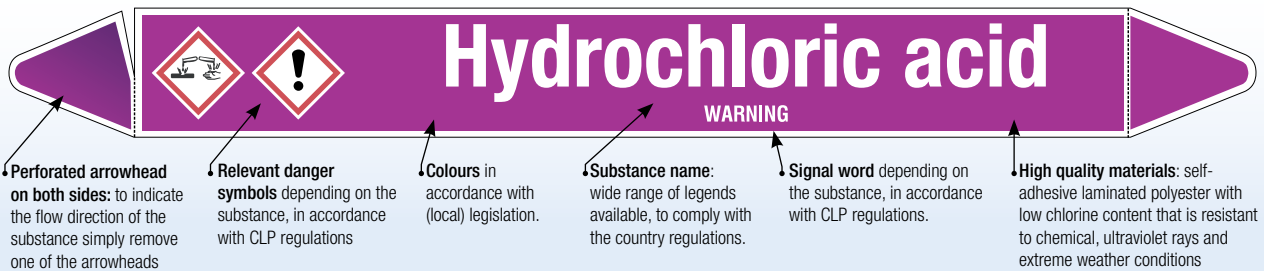 Hydrochloric acid
WARNING
Perforated arrowhead
on both sides: to indicate
the flow direction of the
substance simply remove
one of the arrowheads
Relevant danger
symbols depending on the
substance, in accordance
with CLP regulations
Colours in
accordance with
(local) legislation.
Substance name:
wide range of legends
available, to comply with
the country regulations.
Signal word depending on
the substance, in accordance
with CLP regulations.
High quality materials: self-
adhesive laminated polyester with
low chlorine content that is resistant
to chemical, ultraviolet rays and
extreme weather conditions